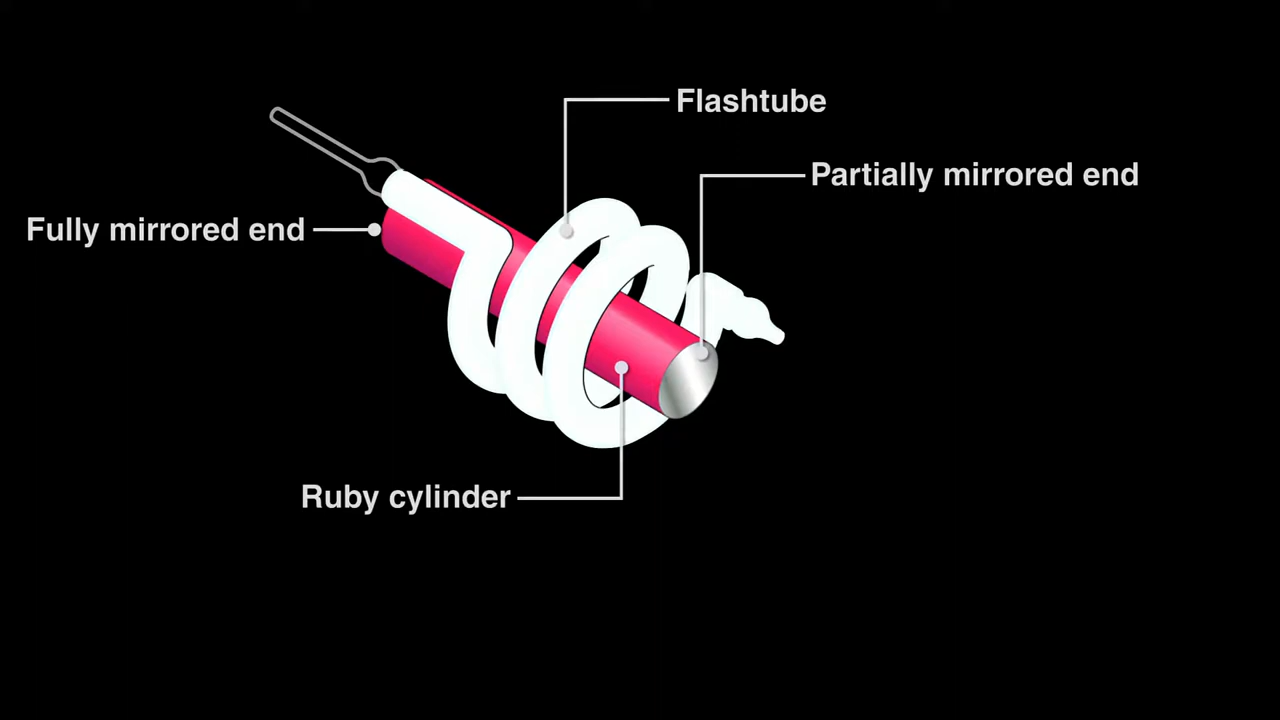 Flashtube
Partially mirrored end
Fully mirrored end
Ruby cylinder